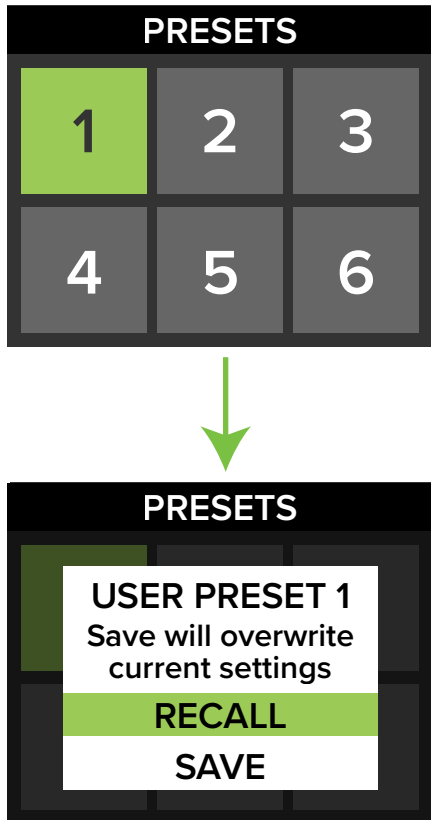 PRESETS
1 2 3
4 5 6
PRESETS
USER PRESET 1
Save will overwrite
current settings
RECALL
SAVE